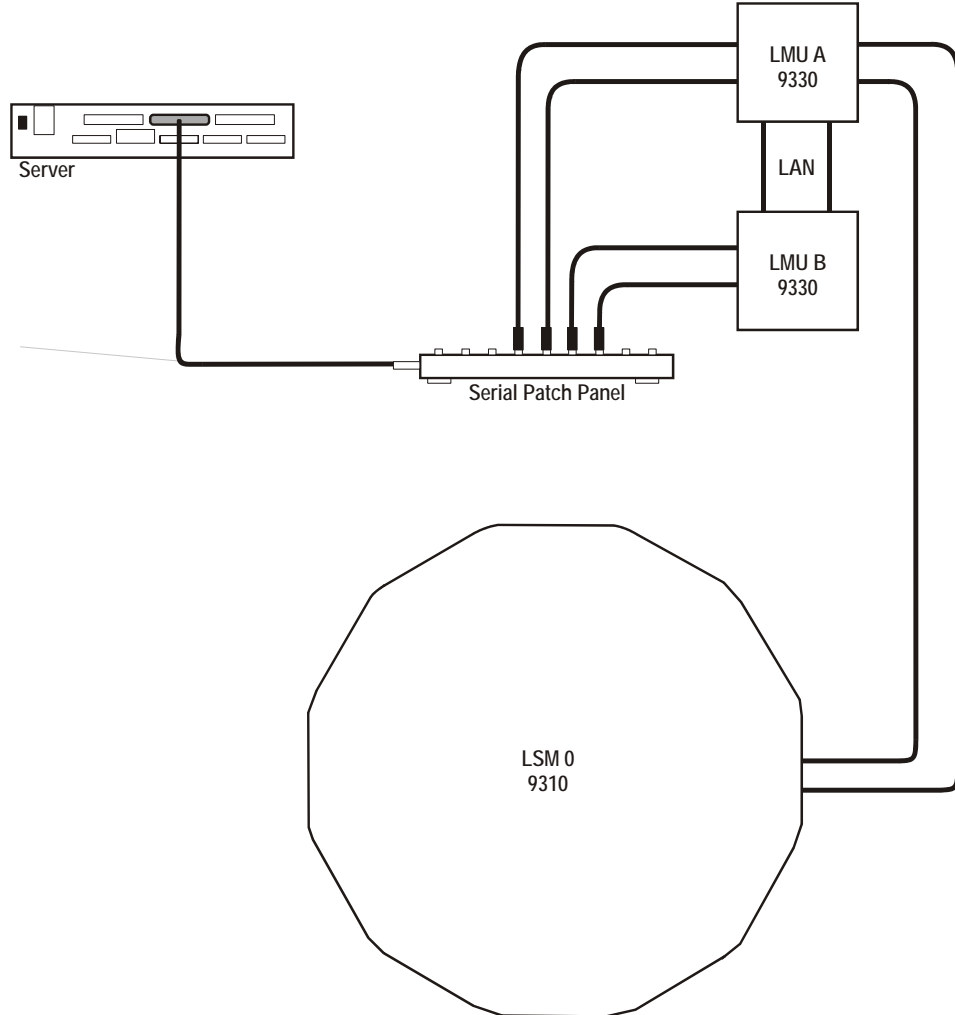 LMU A
9330
Server
LAN
LMU B
9330
Serial Patch Panel
LSM 0
9310